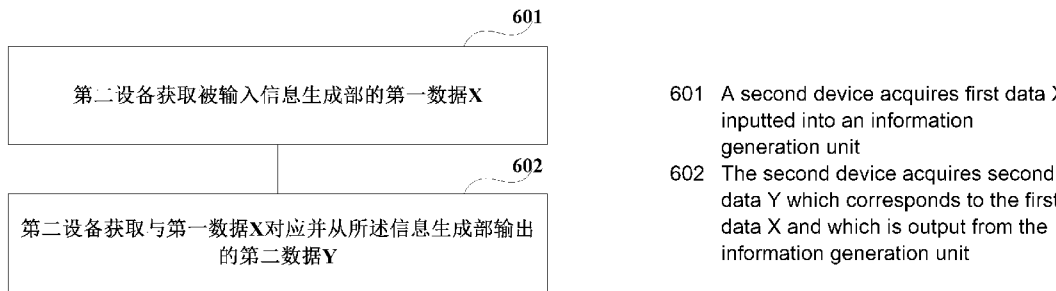 601
第二设备获取被输入信息生成部的第一数据X
602
第二设备获取与第一数据X对应并从所述信息生成部输出
的第二数据Y
601 A second device acquires first data X
inputted into an information
generation unit
602 The second device acquires second
data Y which corresponds to the first
data X and which is output from the
information generation unit